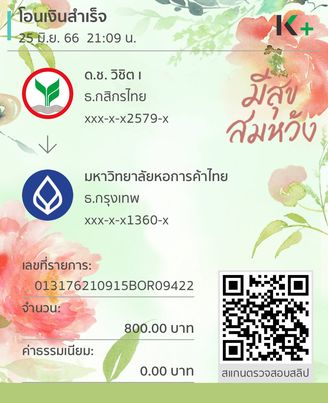 โอนเงินสำเร็จ
25 มิ.ย. 66  21:09 น.
K+
ด.ช. วิชิต เ
ธ.กสิกรไทย
xxx-x-x2579-x
มีสุข
สมหวัง
มหาวิทยาลัยหอการค้าไทย
ธ.กรุงเทพ
xxx-x-x1360-x
เลขที่รายการ:
013176210915BOR09422
จำนวน:
800.00 บาท
ค่าธรรมเนียม:
0.00 บาท
สแกนตรวจสอบสลิป